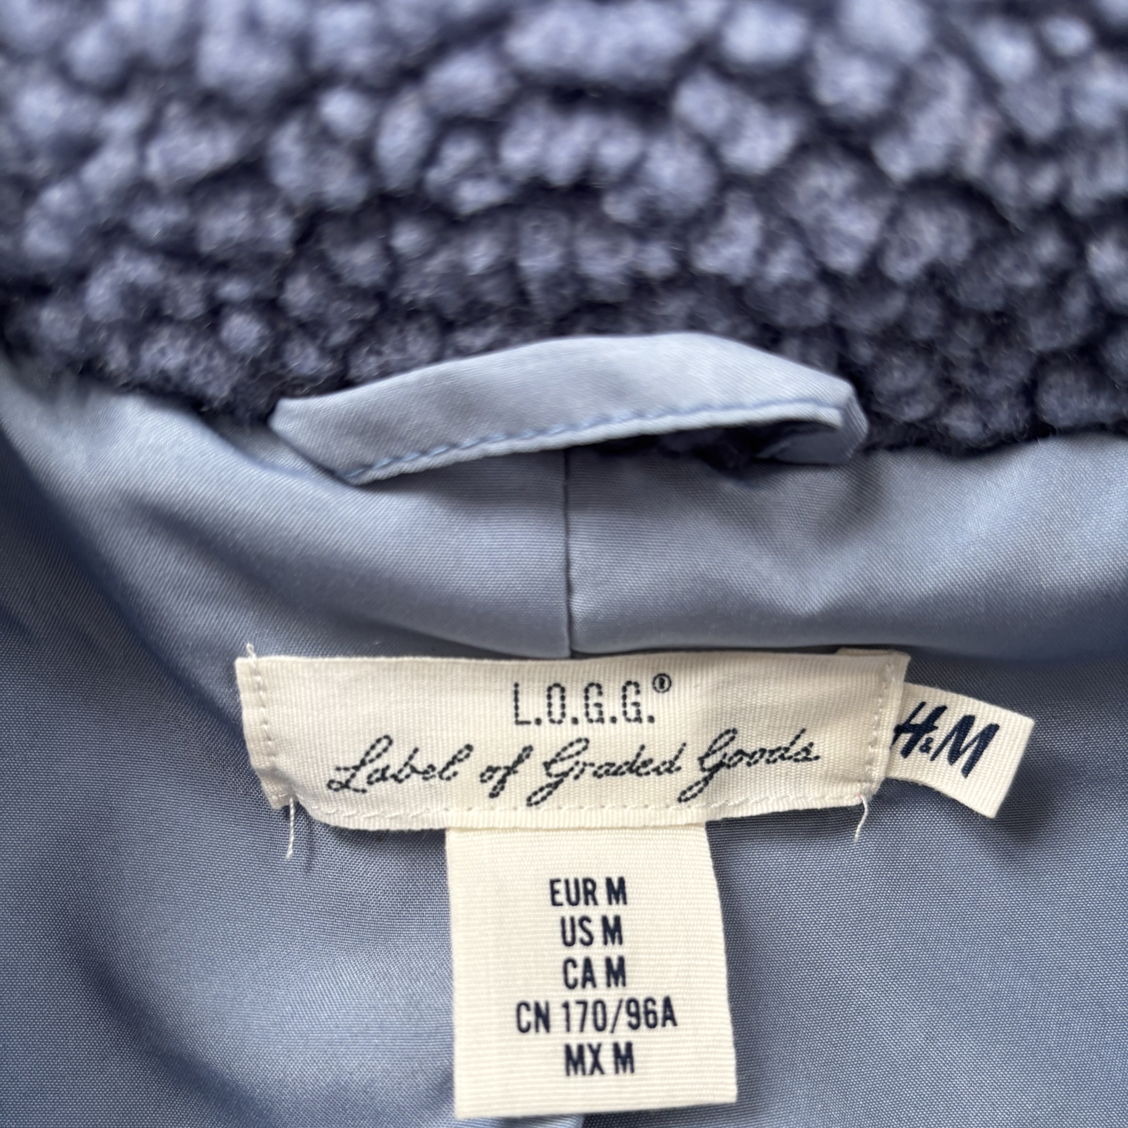 L.O.G.G.®
Label of Graded Goods
H&M
EUR M
US M
CA M
CN 170/96A
MX M